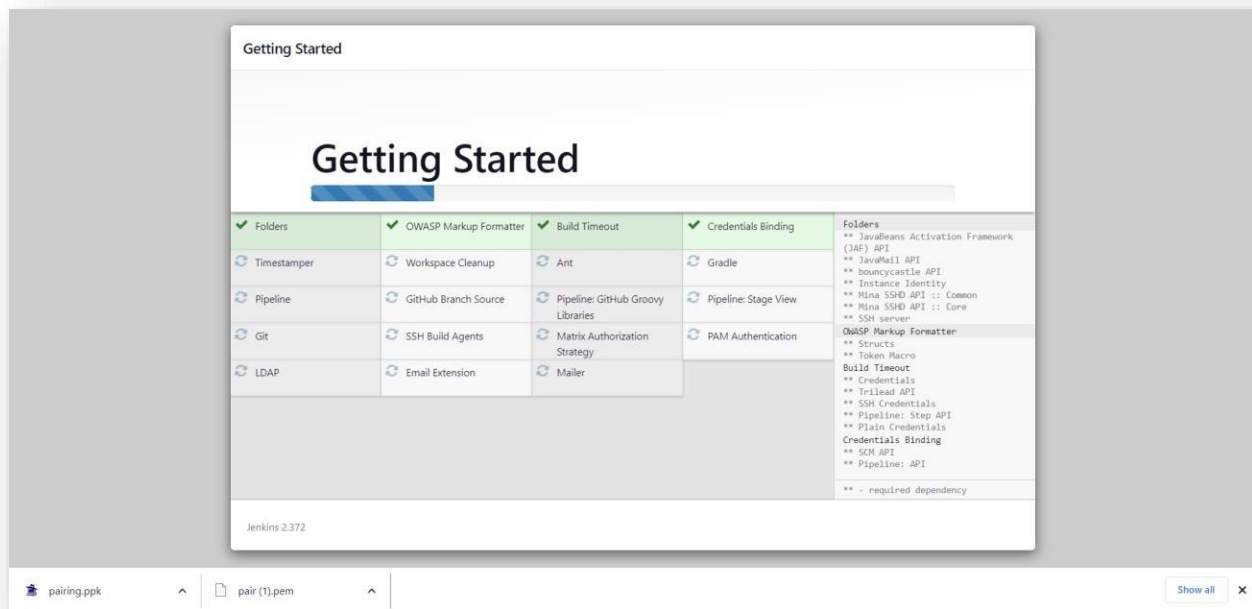 Getting Started
Getting Started
Folders
OWASP Markup Formatter
Build Timeout
Credentials Binding
Timestamper
Workspace Cleanup
Ant
Gradle
Pipeline
GitHub Branch Source
Pipeline: GitHub Groovy
Libraries
Pipeline: Stage View
Git
SSH Build Agents
Matrix Authorization
Strategy
PAM Authentication
LDAP
Email Extension
Mailer
Folders
** JavaBeans Activation Framework
(JAF) API
** JavaMail API
** bouncycastle API
** Instance Identity
** Mina SSHD API :: Common
** Mina SSHD API :: Core
** SSH server
OWASP Markup Formatter
** Structs
** Token Macro
Build Timeout
** Credentials
** Trilead API
** SSH Credentials
** Pipeline: Step API
** Plain Credentials
Credentials Binding
** SCM API
** Pipeline: API
** - required dependency
Jenkins 2.372
pairing.ppk
pair (1).pem
Show all